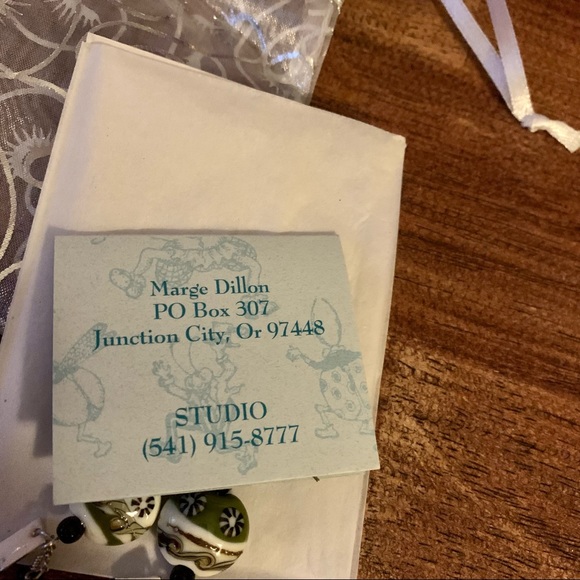 Marge Dillon
PO Box 307
Junction City, Or 97448
STUDIO
(541) 915-8777